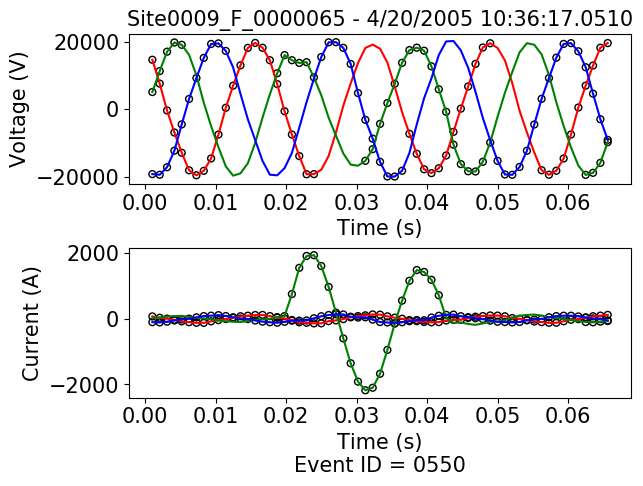 Site0009_F_0000065 - 4/20/2005 10:36:17.0510
20000
0
−20000
Voltage (V)
0.00 0.01 0.02 0.03 0.04 0.05 0.06
Time (s)
2000
0
−2000
Current (A)
0.00 0.01 0.02 0.03 0.04 0.05 0.06
Time (s)
Event ID = 0550